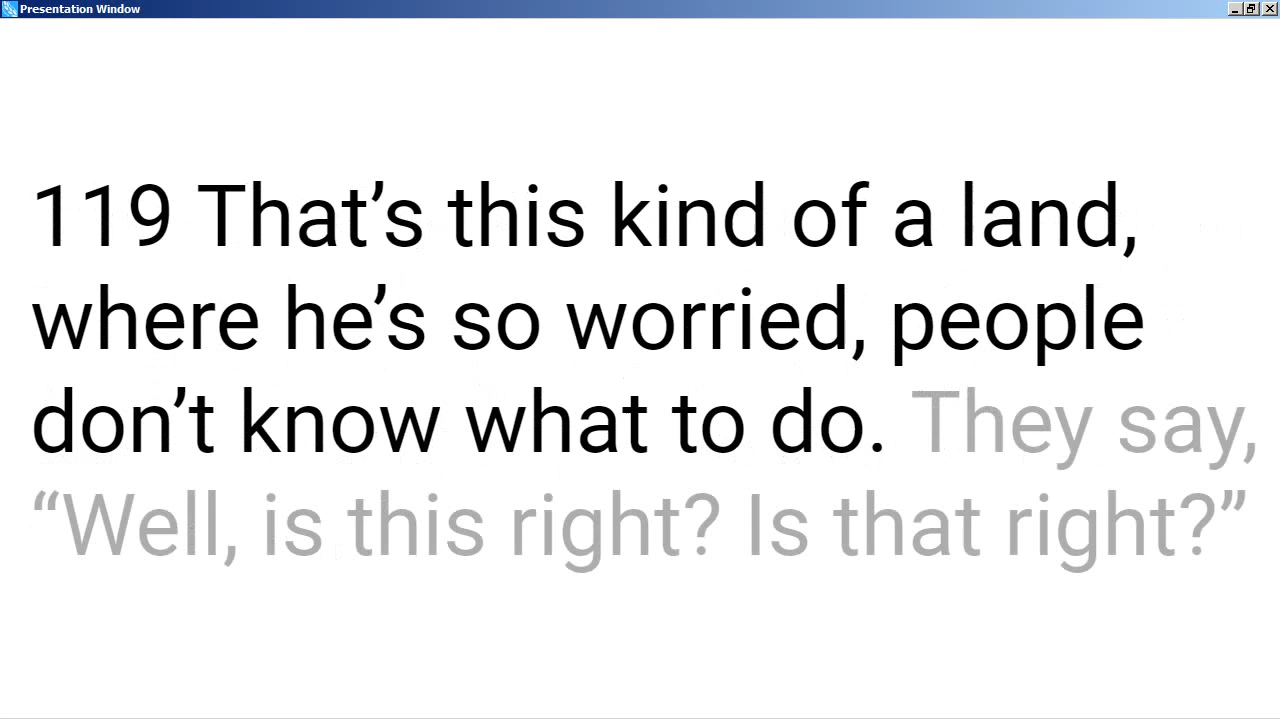 Presentation Window
119 That’s this kind of a land,
where he’s so worried, people
don’t know what to do. They say,
“Well, is this right? Is that right?”